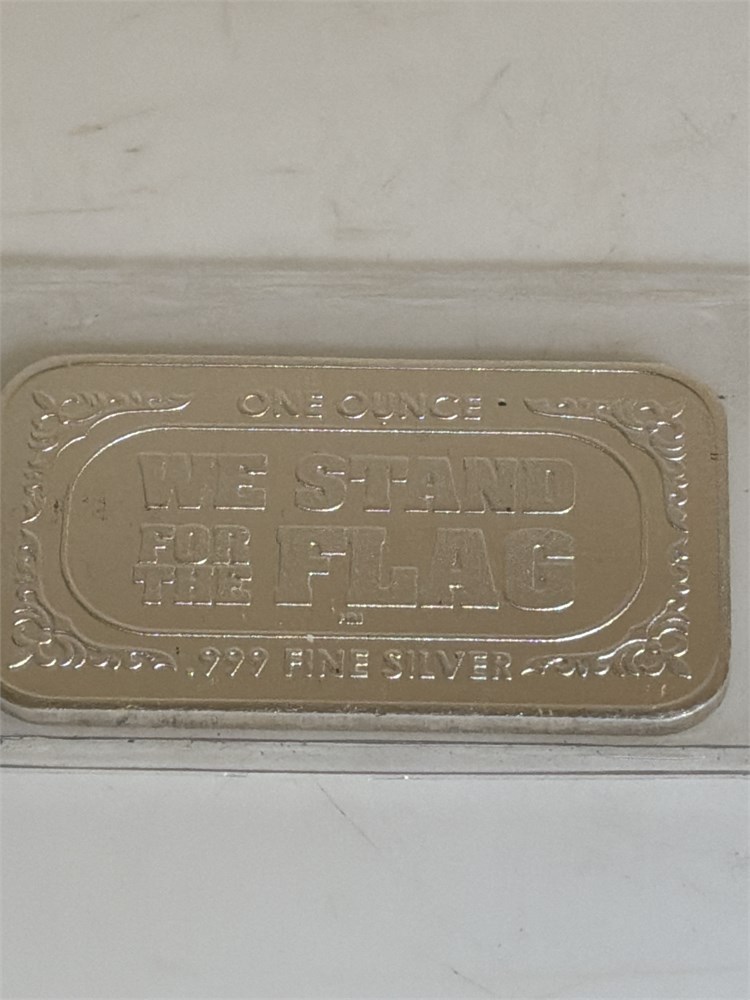 ONE OUNCE
WE STAND
FOR
THE FLAG
.999 FINE SILVER